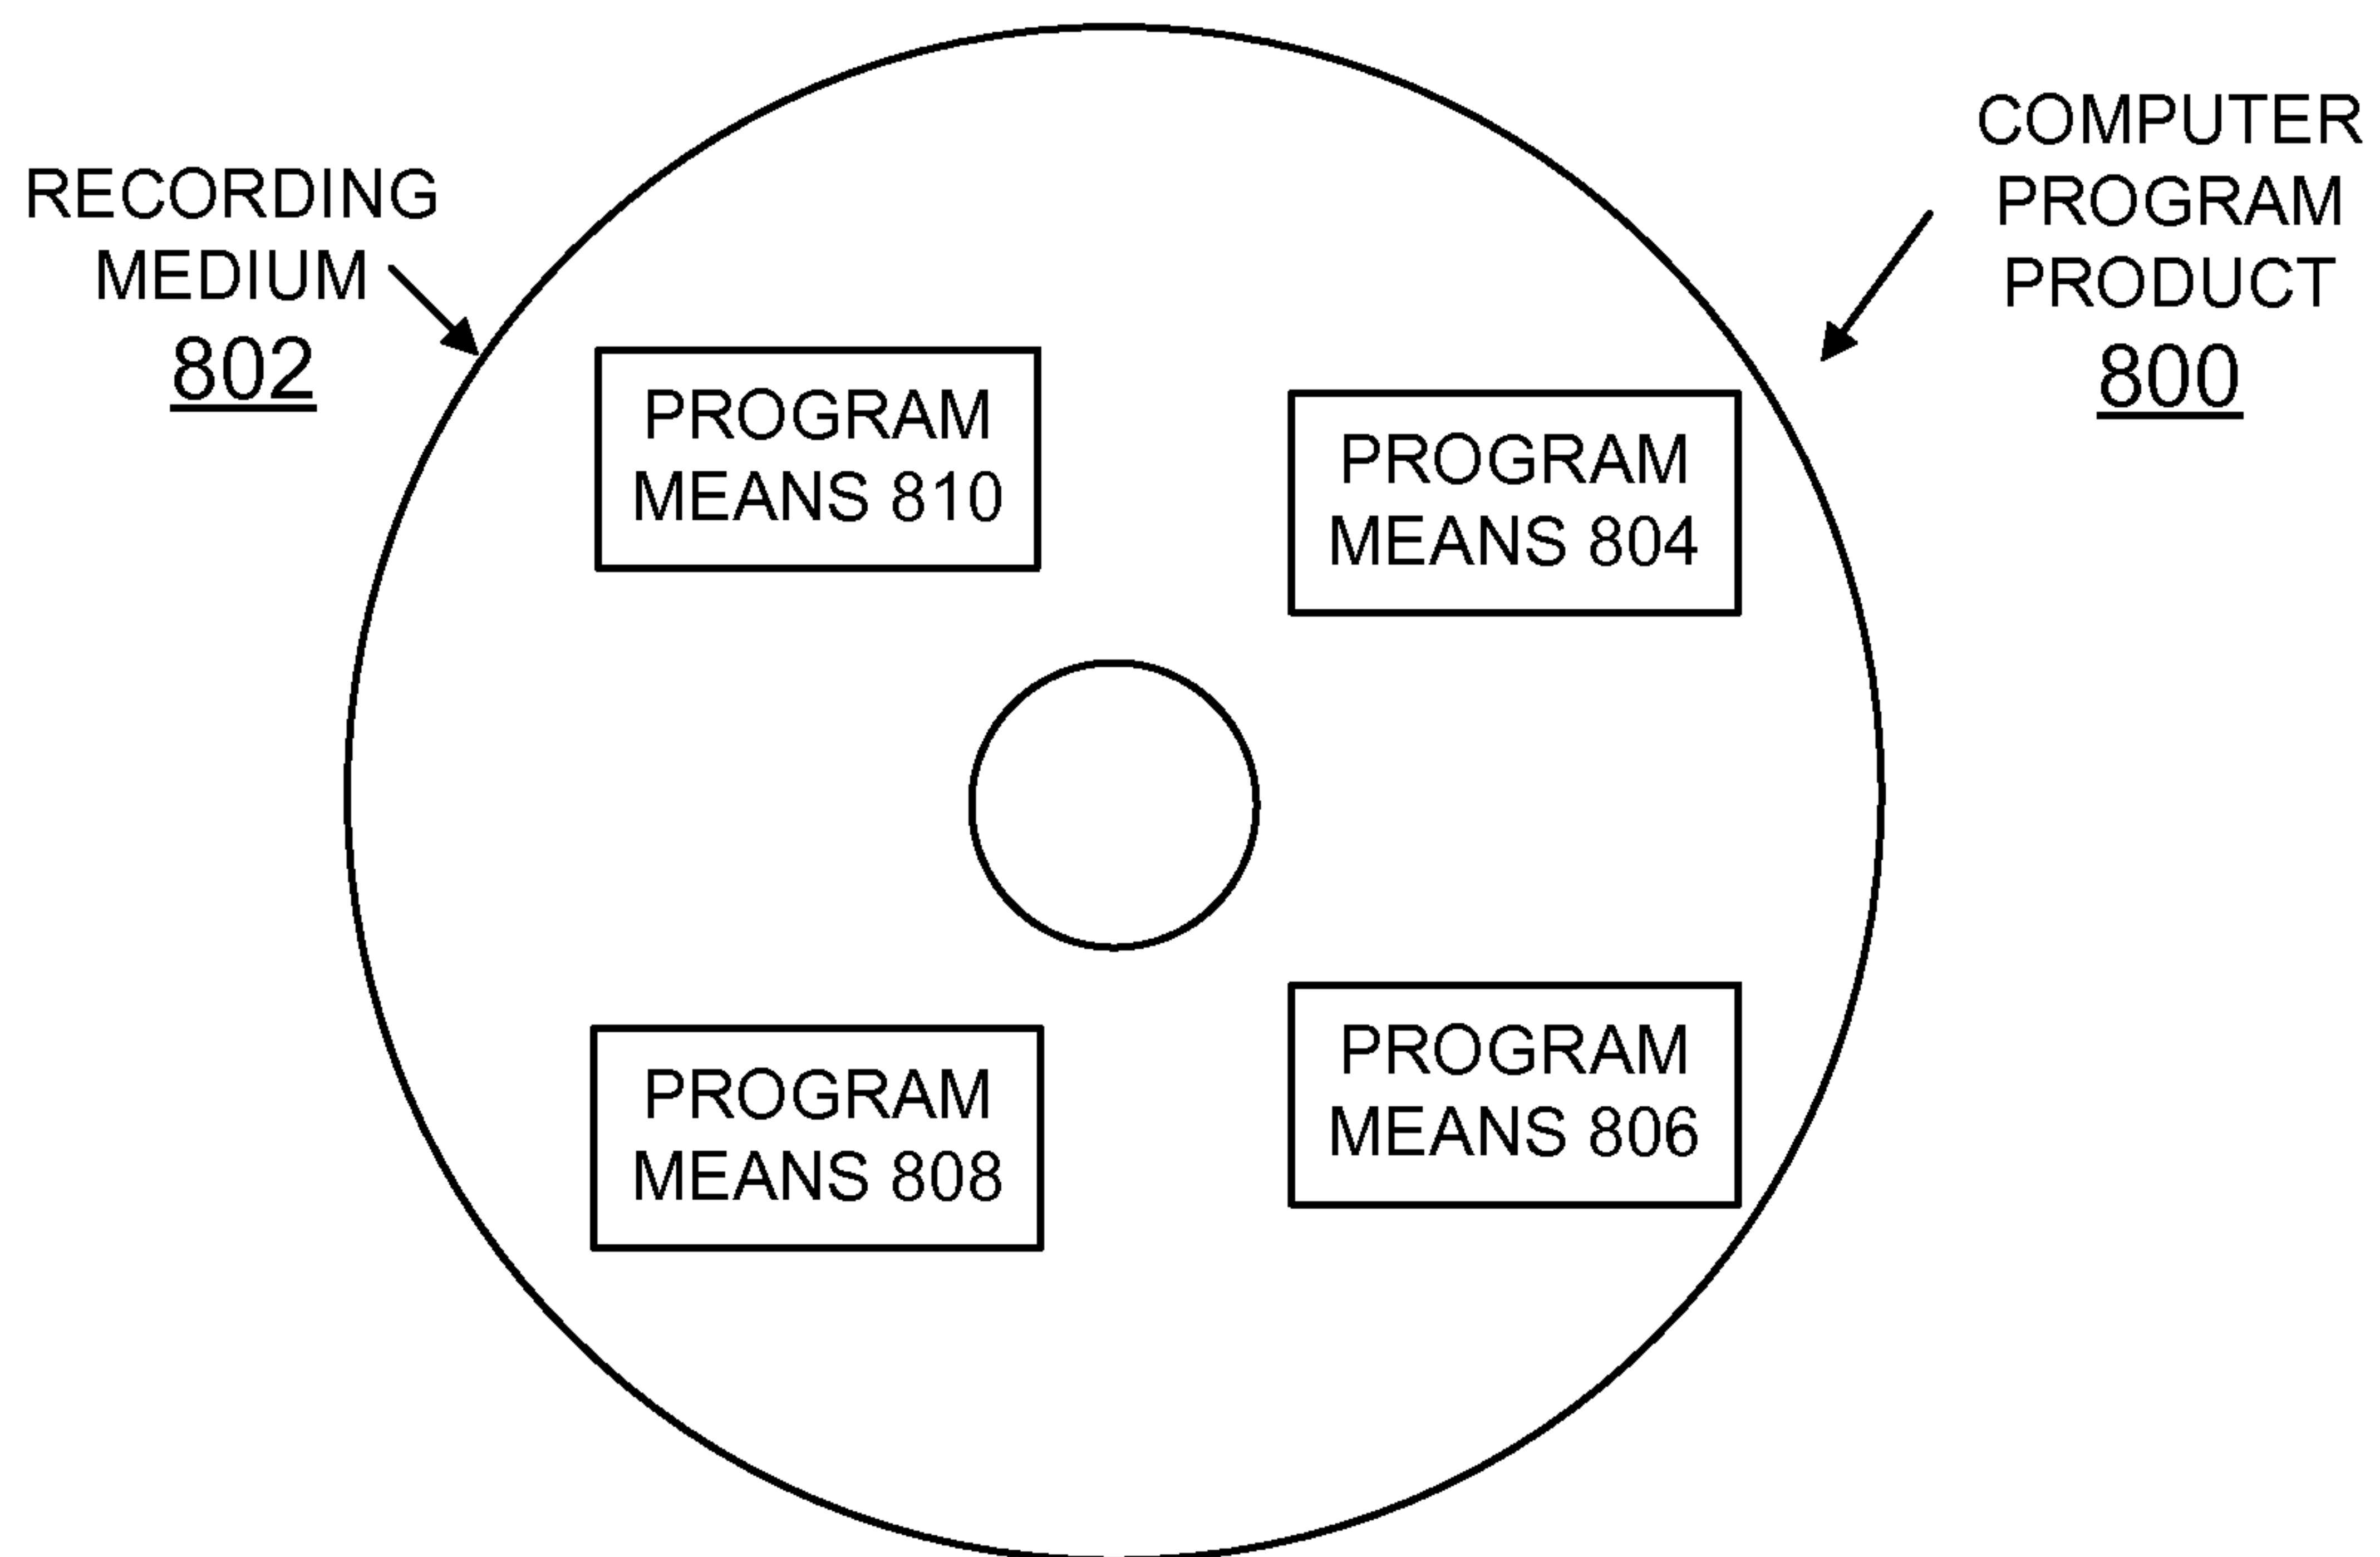 RECORDING
MEDIUM
802
COMPUTER
PROGRAM
PRODUCT
800
PROGRAM
MEANS 810
PROGRAM
MEANS 804
PROGRAM
MEANS 808
PROGRAM
MEANS 806